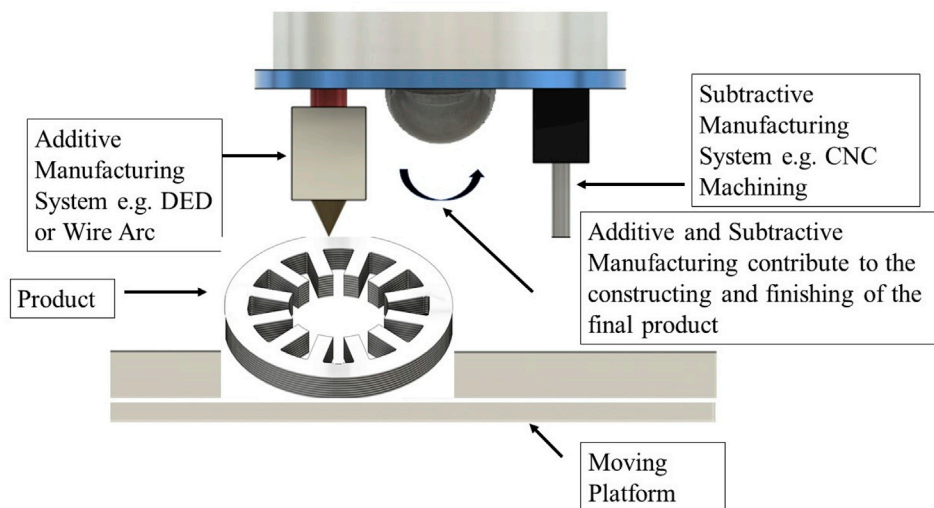 Additive
Manufacturing
System e.g. DED
or Wire Arc
Subtractive
Manufacturing
System e.g. CNC
Machining
Product
Additive and Subtractive
Manufacturing contribute to the
constructing and finishing of the
final product
Moving
Platform